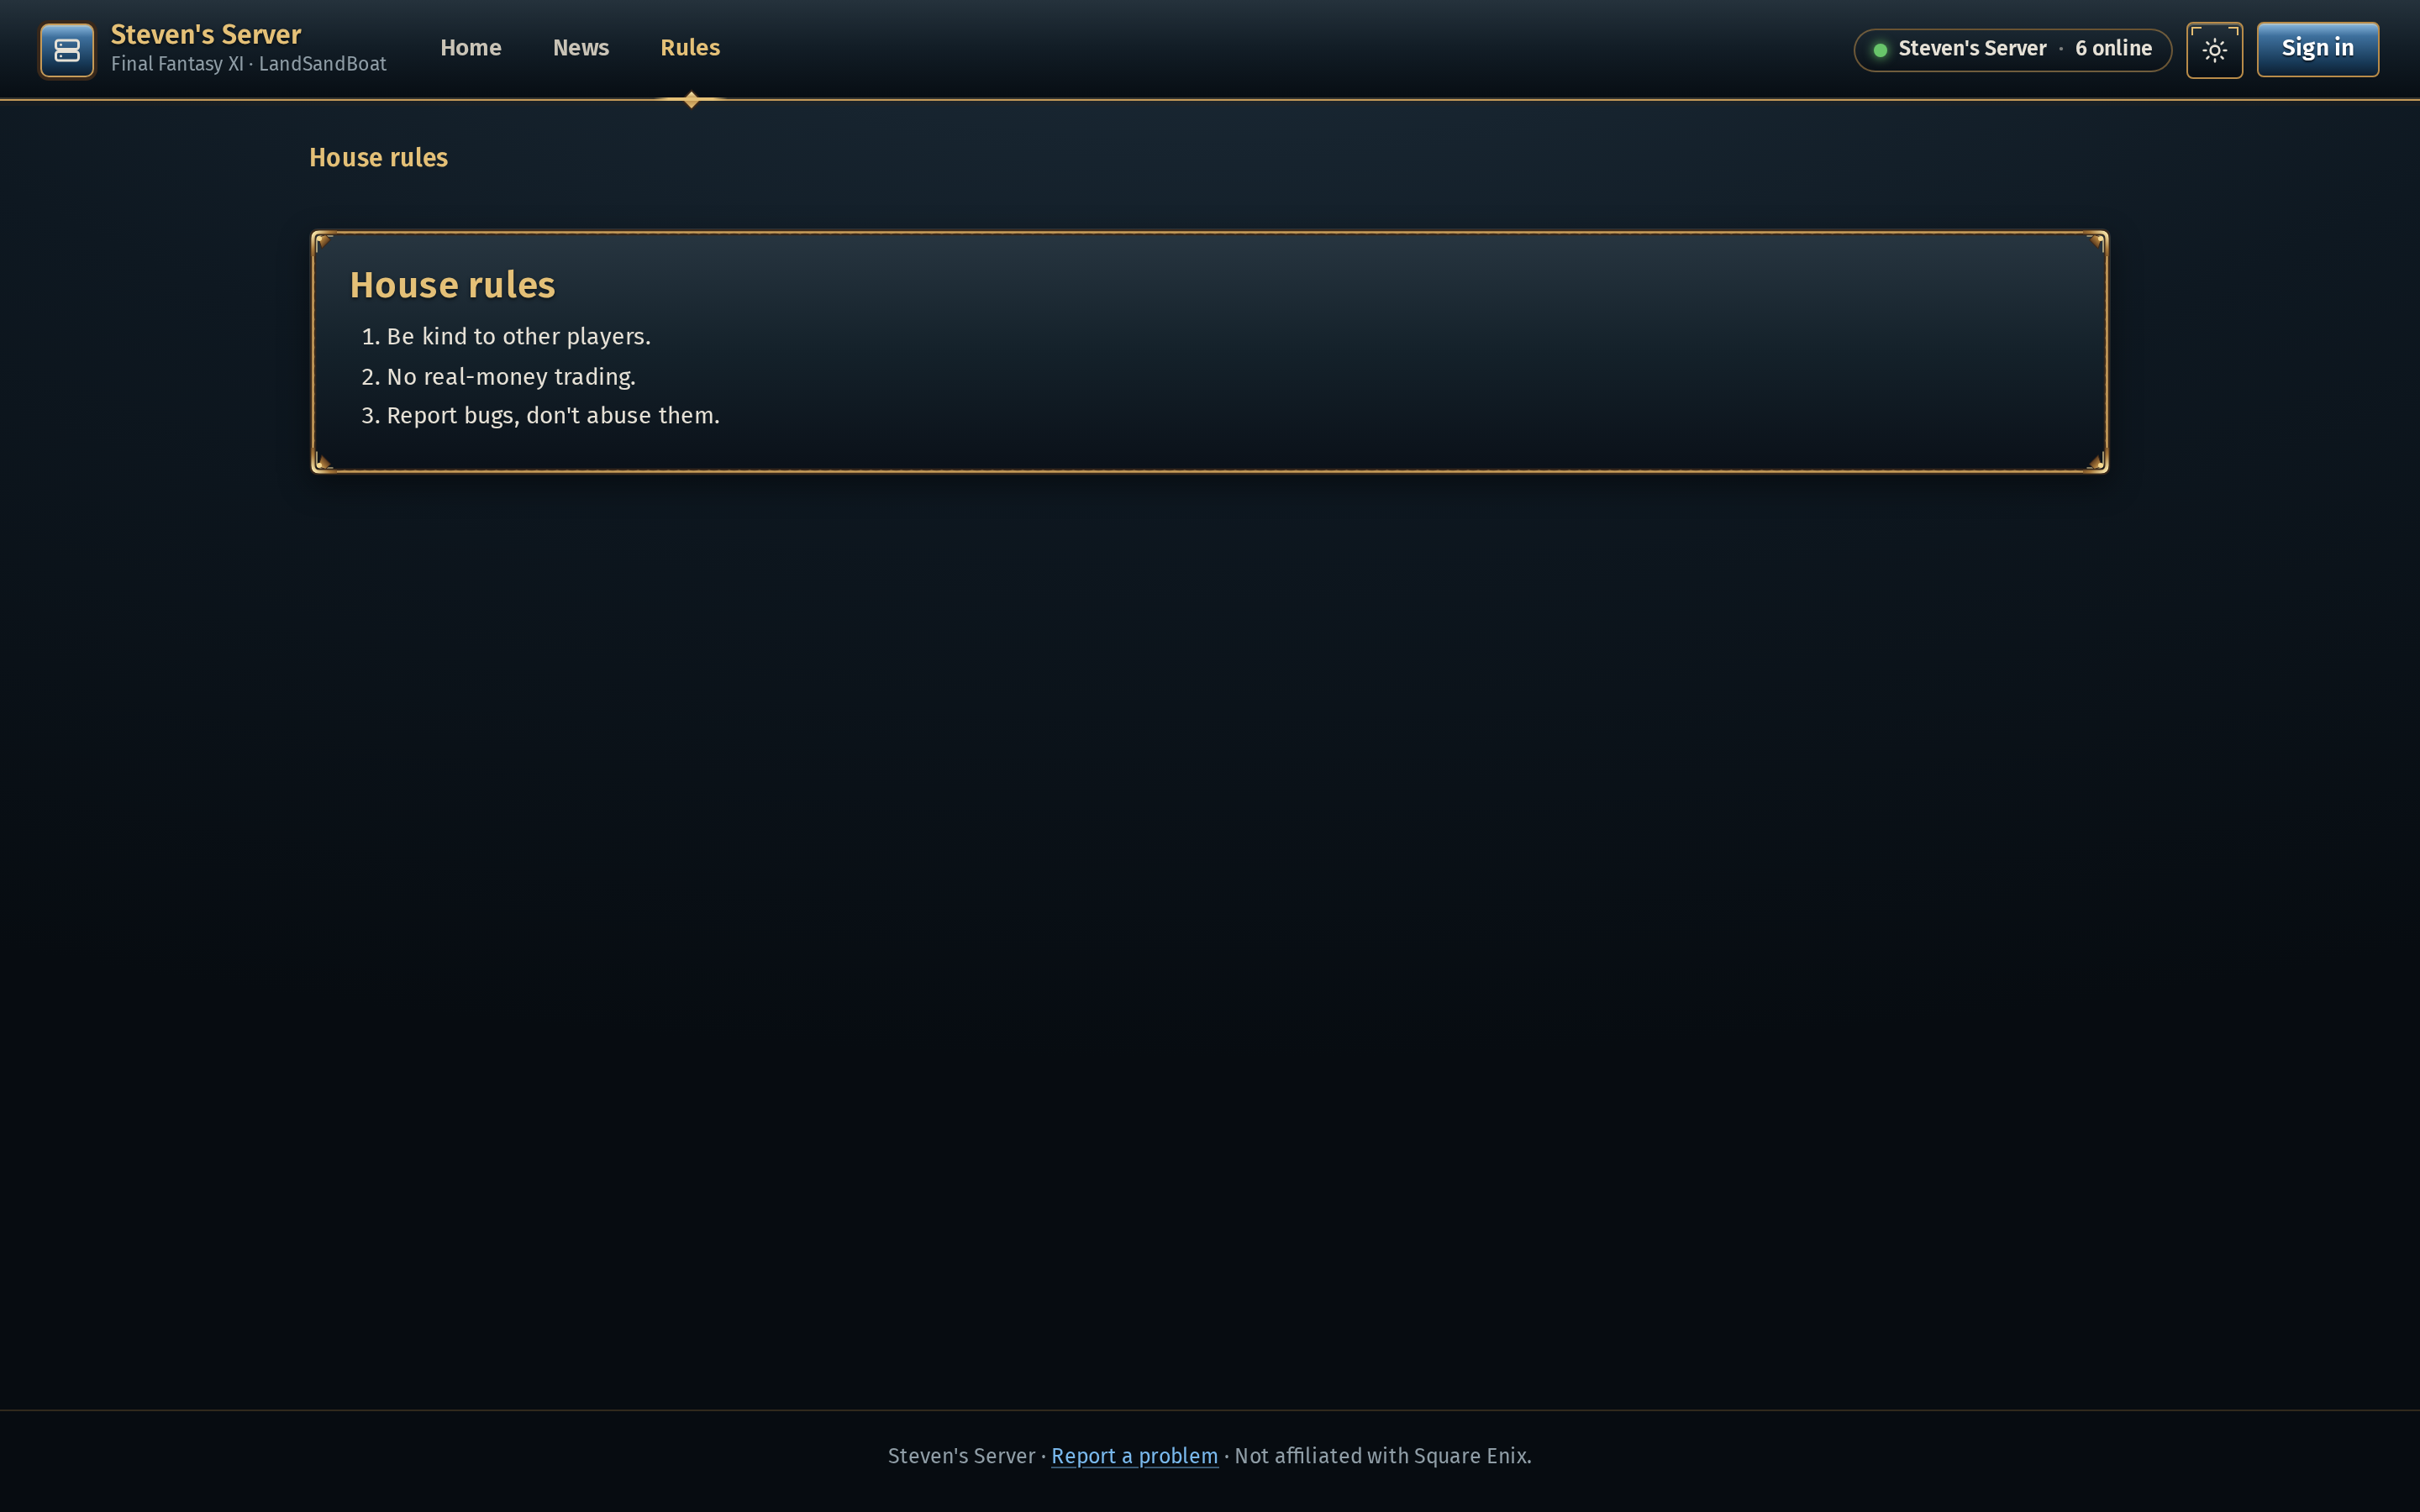 Steven's Server
Final Fantasy XI · LandSandBoat
Home
News
Rules
Steven's Server · 6 online
Sign in
House rules
House rules
1. Be kind to other players.
2. No real-money trading.
3. Report bugs, don't abuse them.
Steven's Server · Report a problem · Not affiliated with Square Enix.